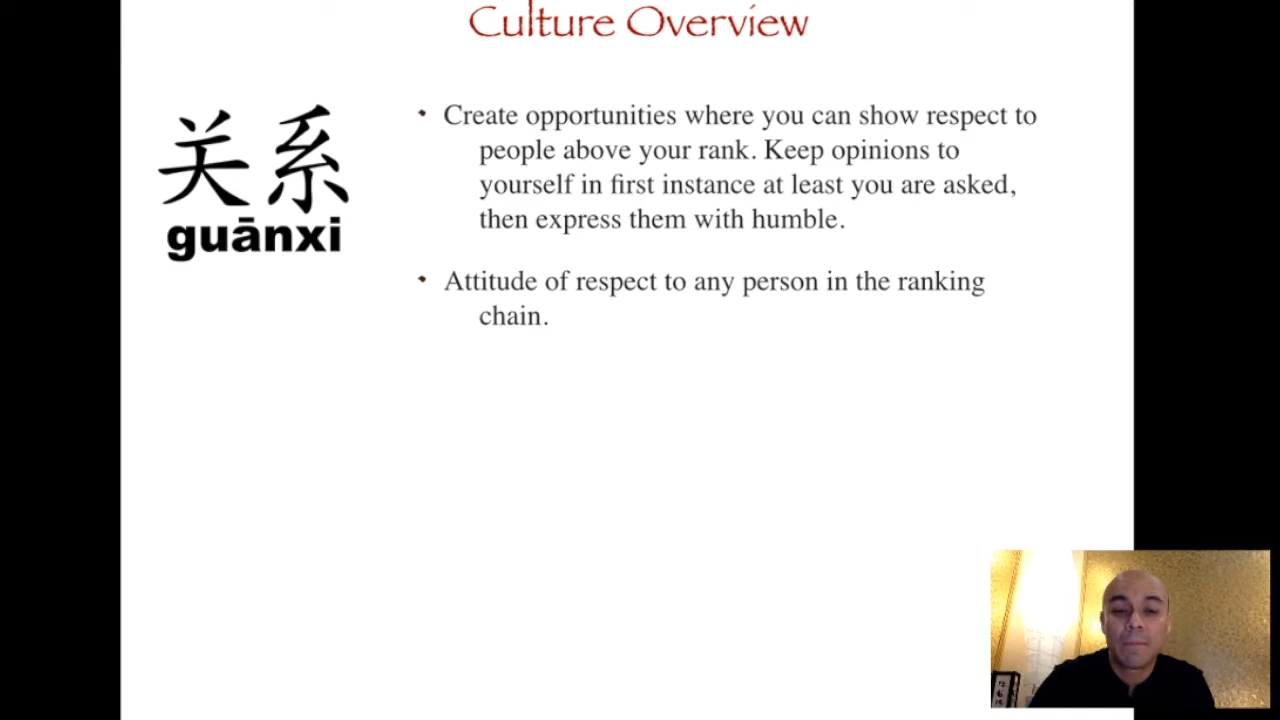 Culture Overview
关系
guānxi
• Create opportunities where you can show respect to
people above your rank. Keep opinions to
yourself in first instance at least you are asked,
then express them with humble.
• Attitude of respect to any person in the ranking
chain.